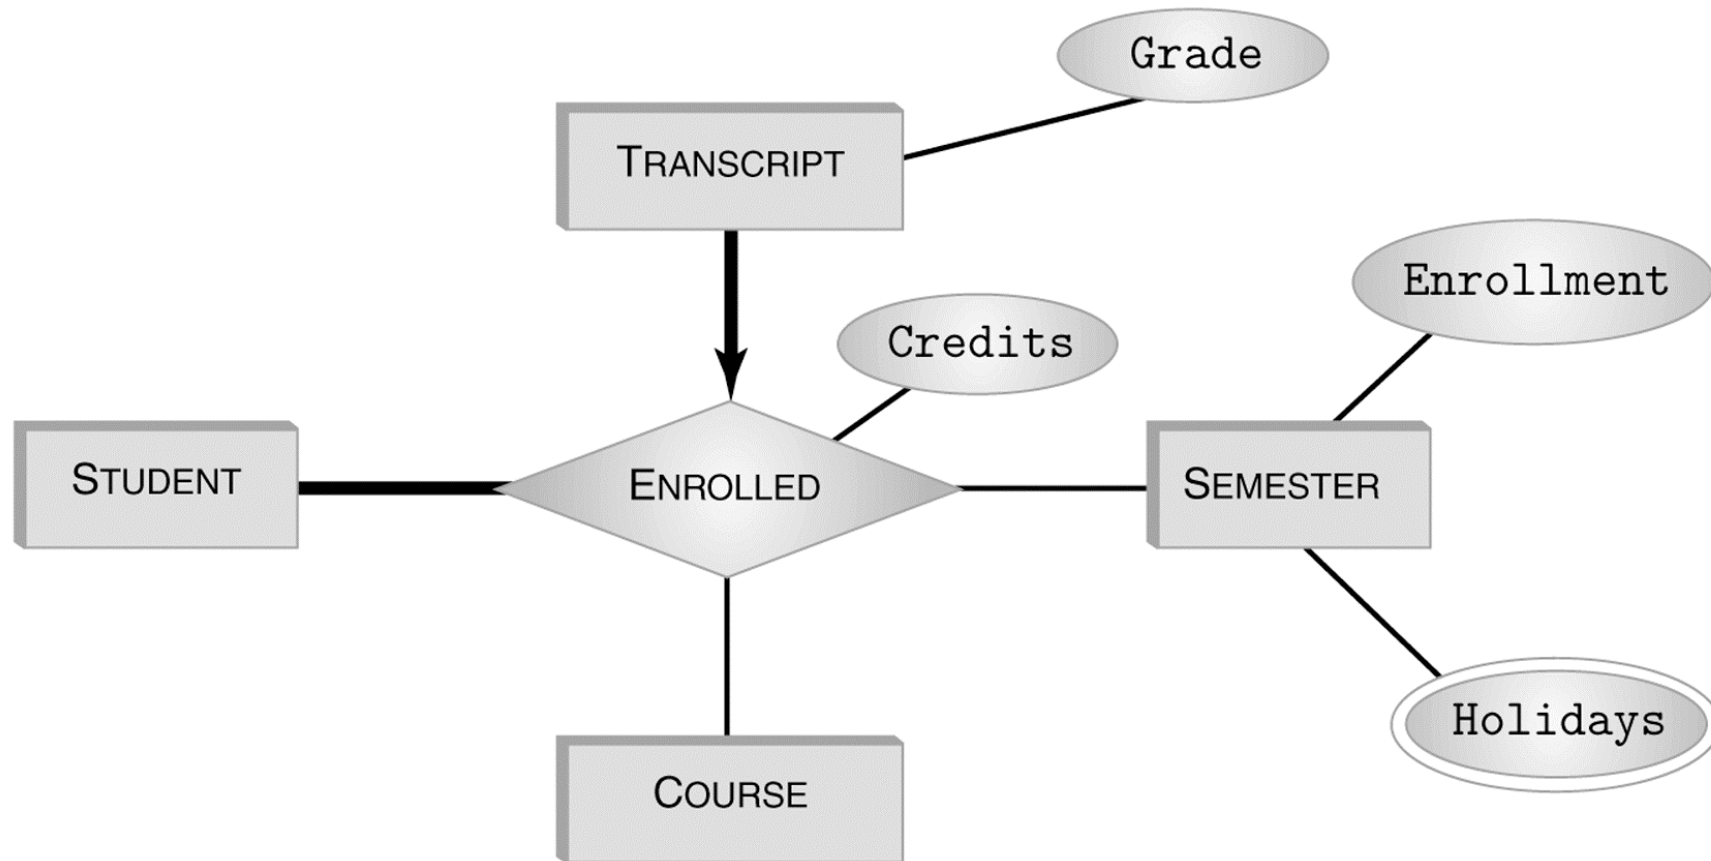 Grade
TRANSCRIPT
Enrollment
Credits
STUDENT
ENROLLED
SEMESTER
Holidays
COURSE